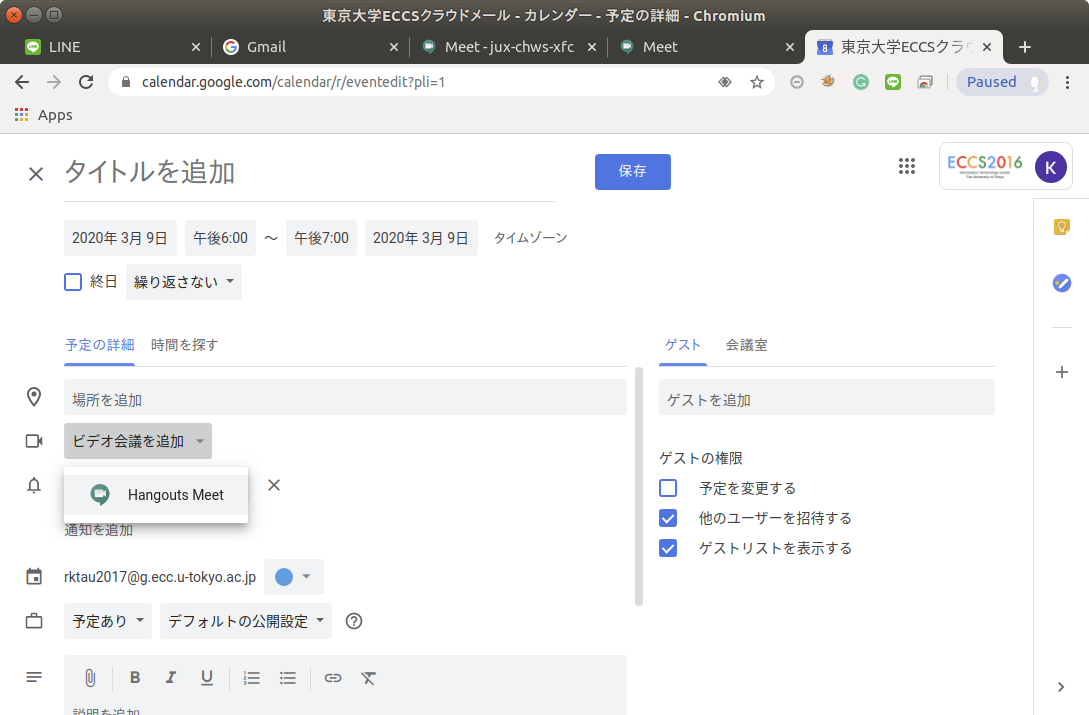 東京大学ECCSクラウドメール - カレンダー - 予定の詳細 - Chromium
LINE
Gmail
Meet - jux-chws-xfc
Meet
東京大学ECCSクラウ
calendar.google.com/calendar/r/eventedit?pli=1
Paused
Apps
タイトルを追加
保存
ECCS2016
Information Technology Center
The University of Tokyo
K
2020年 3月 9日
午後6:00
～
午後7:00
2020年 3月 9日
タイムゾーン
終日
繰り返さない
予定の詳細
時間を探す
ゲスト
会議室
場所を追加
ゲストを追加
ビデオ会議を追加
ゲストの権限
Hangouts Meet
予定を変更する
他のユーザーを招待する
通知を追加
ゲストリストを表示する
rktau2017@g.ecc.u-tokyo.ac.jp
予定あり
デフォルトの公開設定
B I U
説明を追加